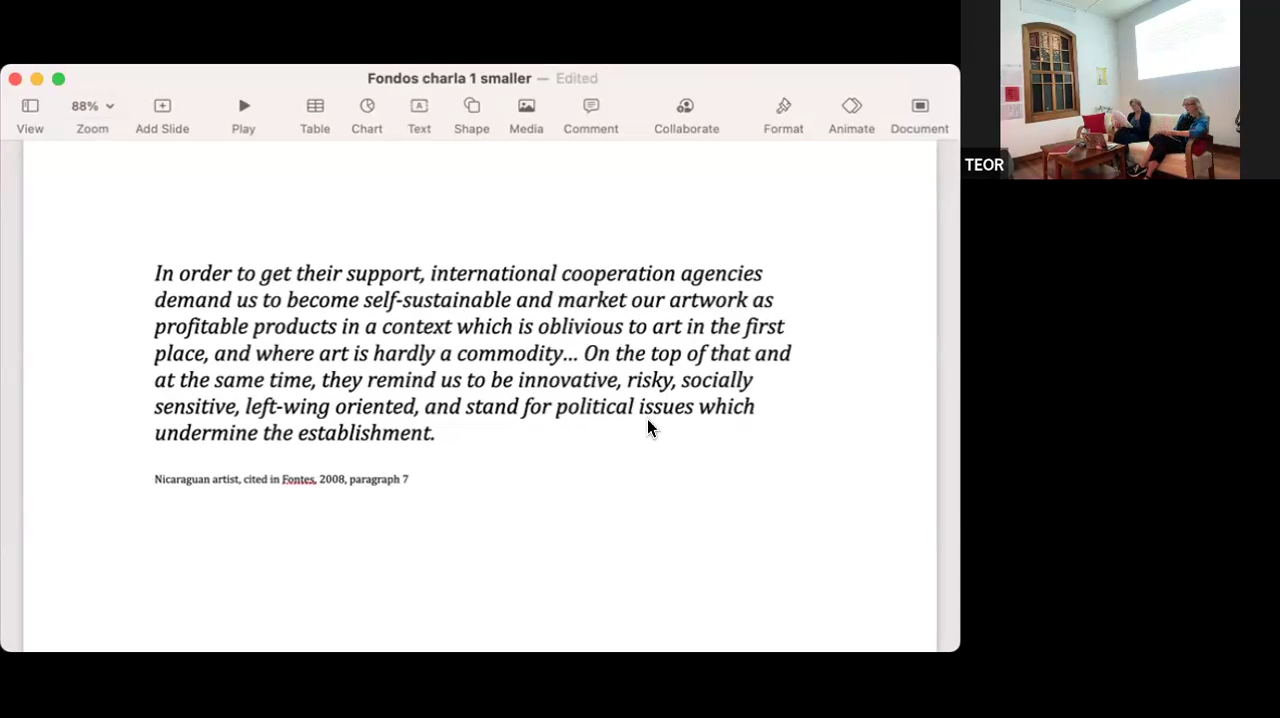 Fondos charla 1 smaller — Edited
88%
View Zoom Add Slide Play Table Chart Text Shape Media Comment Collaborate Format Animate Document
In order to get their support, international cooperation agencies
demand us to become self-sustainable and market our artwork as
profitable products in a context which is oblivious to art in the first
place, and where art is hardly a commodity... On the top of that and
at the same time, they remind us to be innovative, risky, socially
sensitive, left-wing oriented, and stand for political issues which
undermine the establishment.
Nicaraguan artist, cited in Fontes, 2008, paragraph 7
TEOR